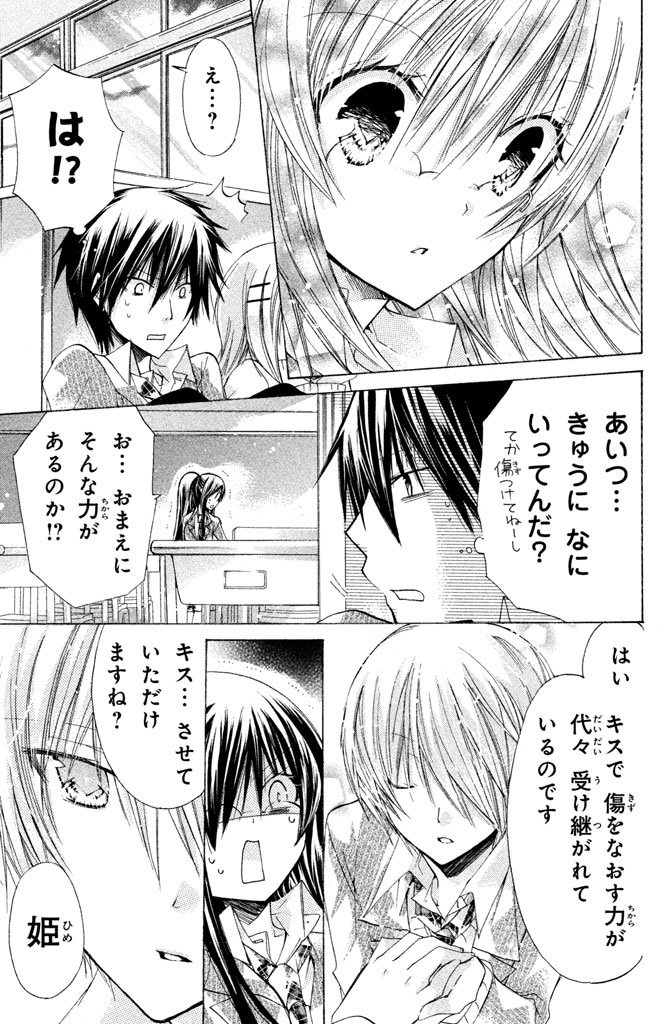 え…?
は!?
あいつ…
きゅうに なに
いってんだ?
てか傷つけてねーし
お… おまえに
そんな力が
あるのか!?
はい
キスで 傷をなおす力が
代々 受け継がれて
いるのです
キス… させて
いただけ
ますね?
姫